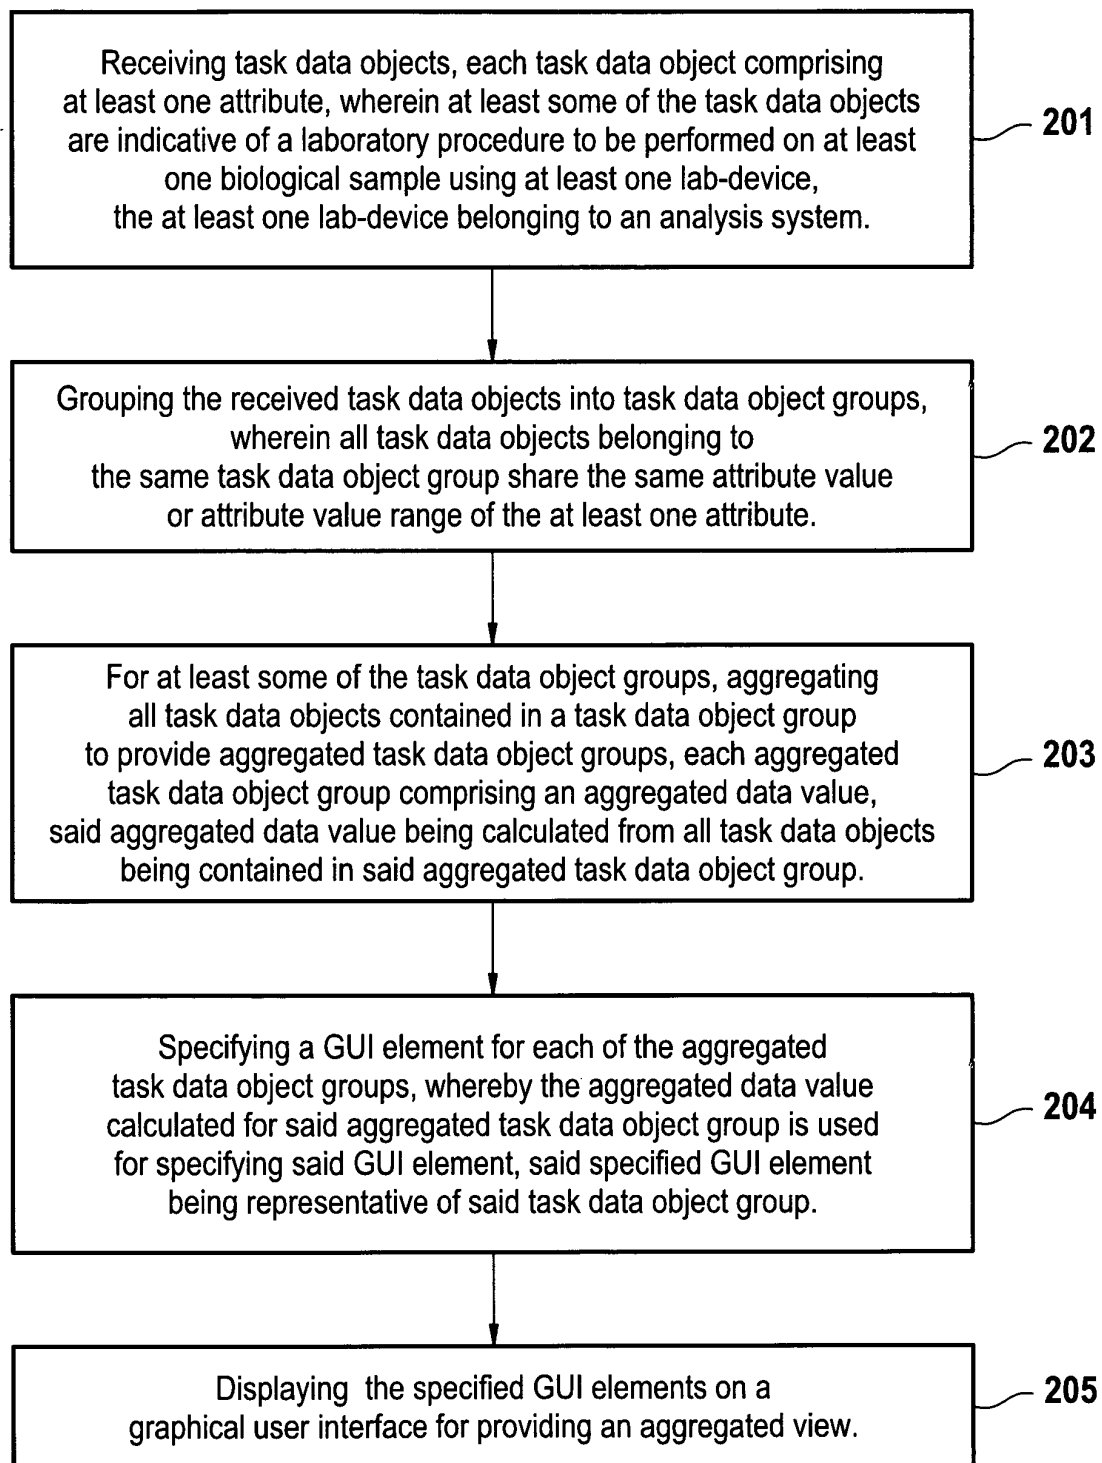 Receiving task data objects, each task data object comprising
at least one attribute, wherein at least some of the task data objects
are indicative of a laboratory procedure to be performed on at least
one biological sample using at least one lab-device,
the at least one lab-device belonging to an analysis system.
201
Grouping the received task data objects into task data object groups,
wherein all task data objects belonging to
the same task data object group share the same attribute value
or attribute value range of the at least one attribute.
202
For at least some of the task data object groups, aggregating
all task data objects contained in a task data object group
to provide aggregated task data object groups, each aggregated
task data object group comprising an aggregated data value,
said aggregated data value being calculated from all task data objects
being contained in said aggregated task data object group.
203
Specifying a GUI element for each of the aggregated
task data object groups, whereby the aggregated data value
calculated for said aggregated task data object group is used
for specifying said GUI element, said specified GUI element
being representative of said task data object group.
204
Displaying the specified GUI elements on a
graphical user interface for providing an aggregated view.
205